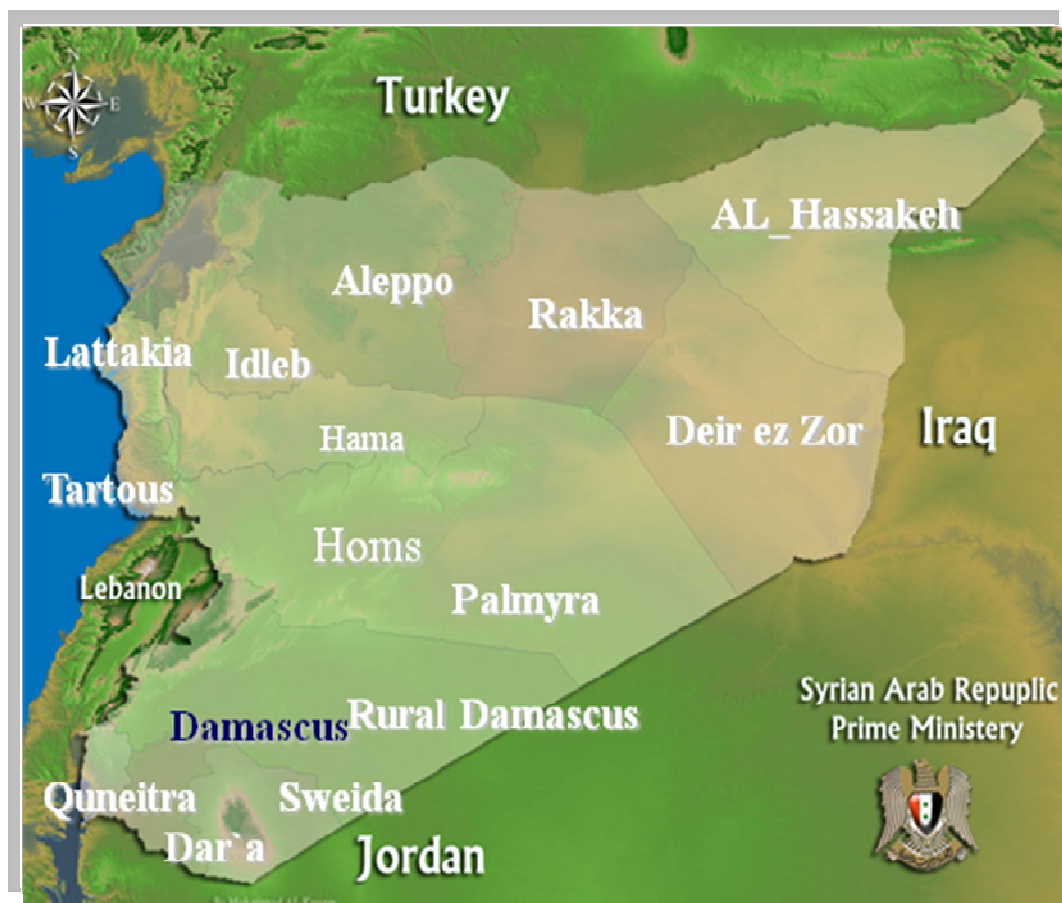 N
W E
S
Turkey
AL_Hassakeh
Aleppo
Rakka
Lattakia
Idleb
Deir ez Zor
Iraq
Hama
Tartous
Homs
Lebanon
Palmyra
Syrian Arab Repuplic
Prime Ministery
Damascus
Rural Damascus
Quneitra
Sweida
Dar`a
Jordan